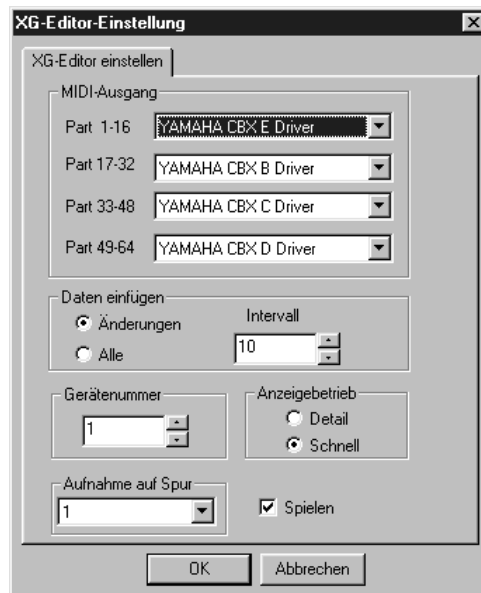 XG-Editor-Einstellung
XG-Editor einstellen
MIDI-Ausgang
Part 1-16 YAMAHA CBX E Driver
Part 17-32 YAMAHA CBX B Driver
Part 33-48 YAMAHA CBX C Driver
Part 49-64 YAMAHA CBX D Driver
Daten einfügen
Änderungen
Alle
Intervall
10
Gerätenummer
1
Anzeigebetrieb
Detail
Schnell
Aufnahme auf Spur
1
Spielen
OK Abbrechen